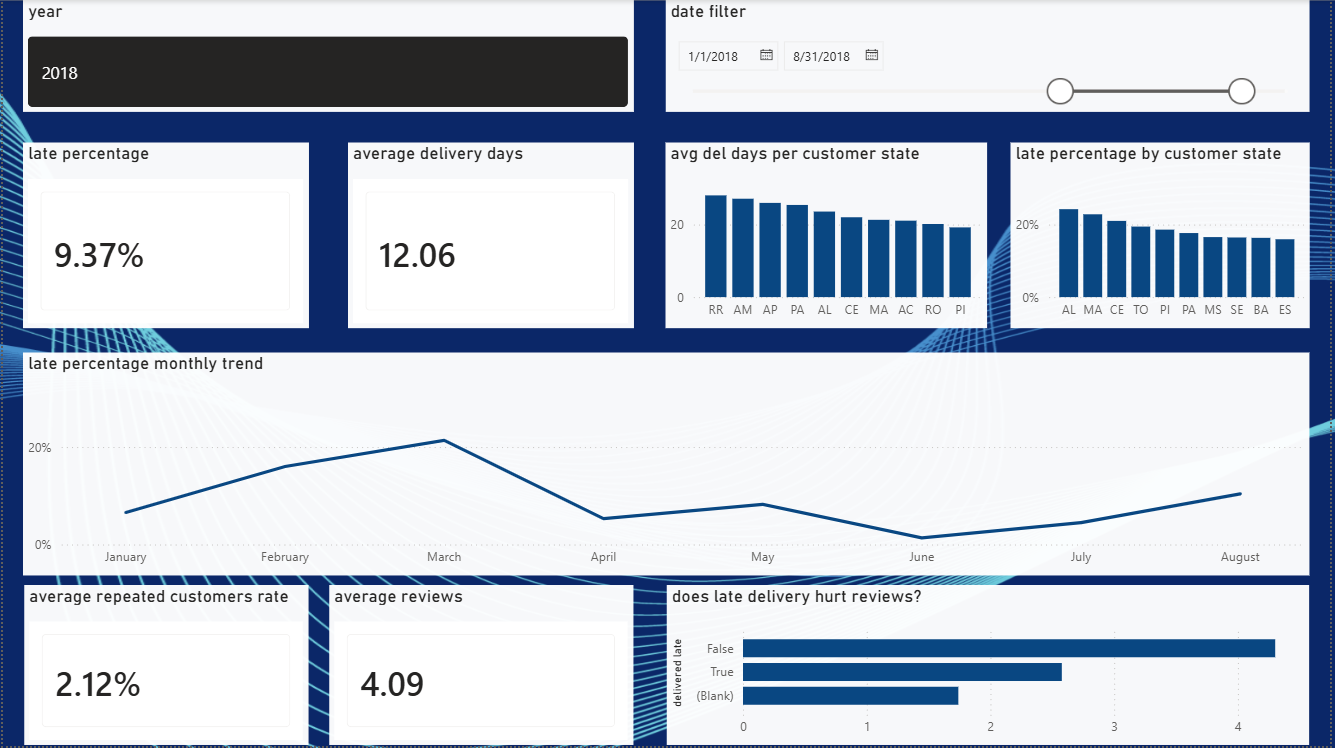 year
2018
date filter
1/1/2018
8/31/2018
late percentage
9.37%
average delivery days
12.06
avg del days per customer state
20
0
RR AM AP PA AL CE MA AC RO PI
late percentage by customer state
20%
0%
AL MA CE TO PI PA MS SE BA ES
late percentage monthly trend
20%
0%
January February March April May June July August
average repeated customers rate
2.12%
average reviews
4.09
does late delivery hurt reviews?
delivered late
False
True
(Blank)
0 1 2 3 4